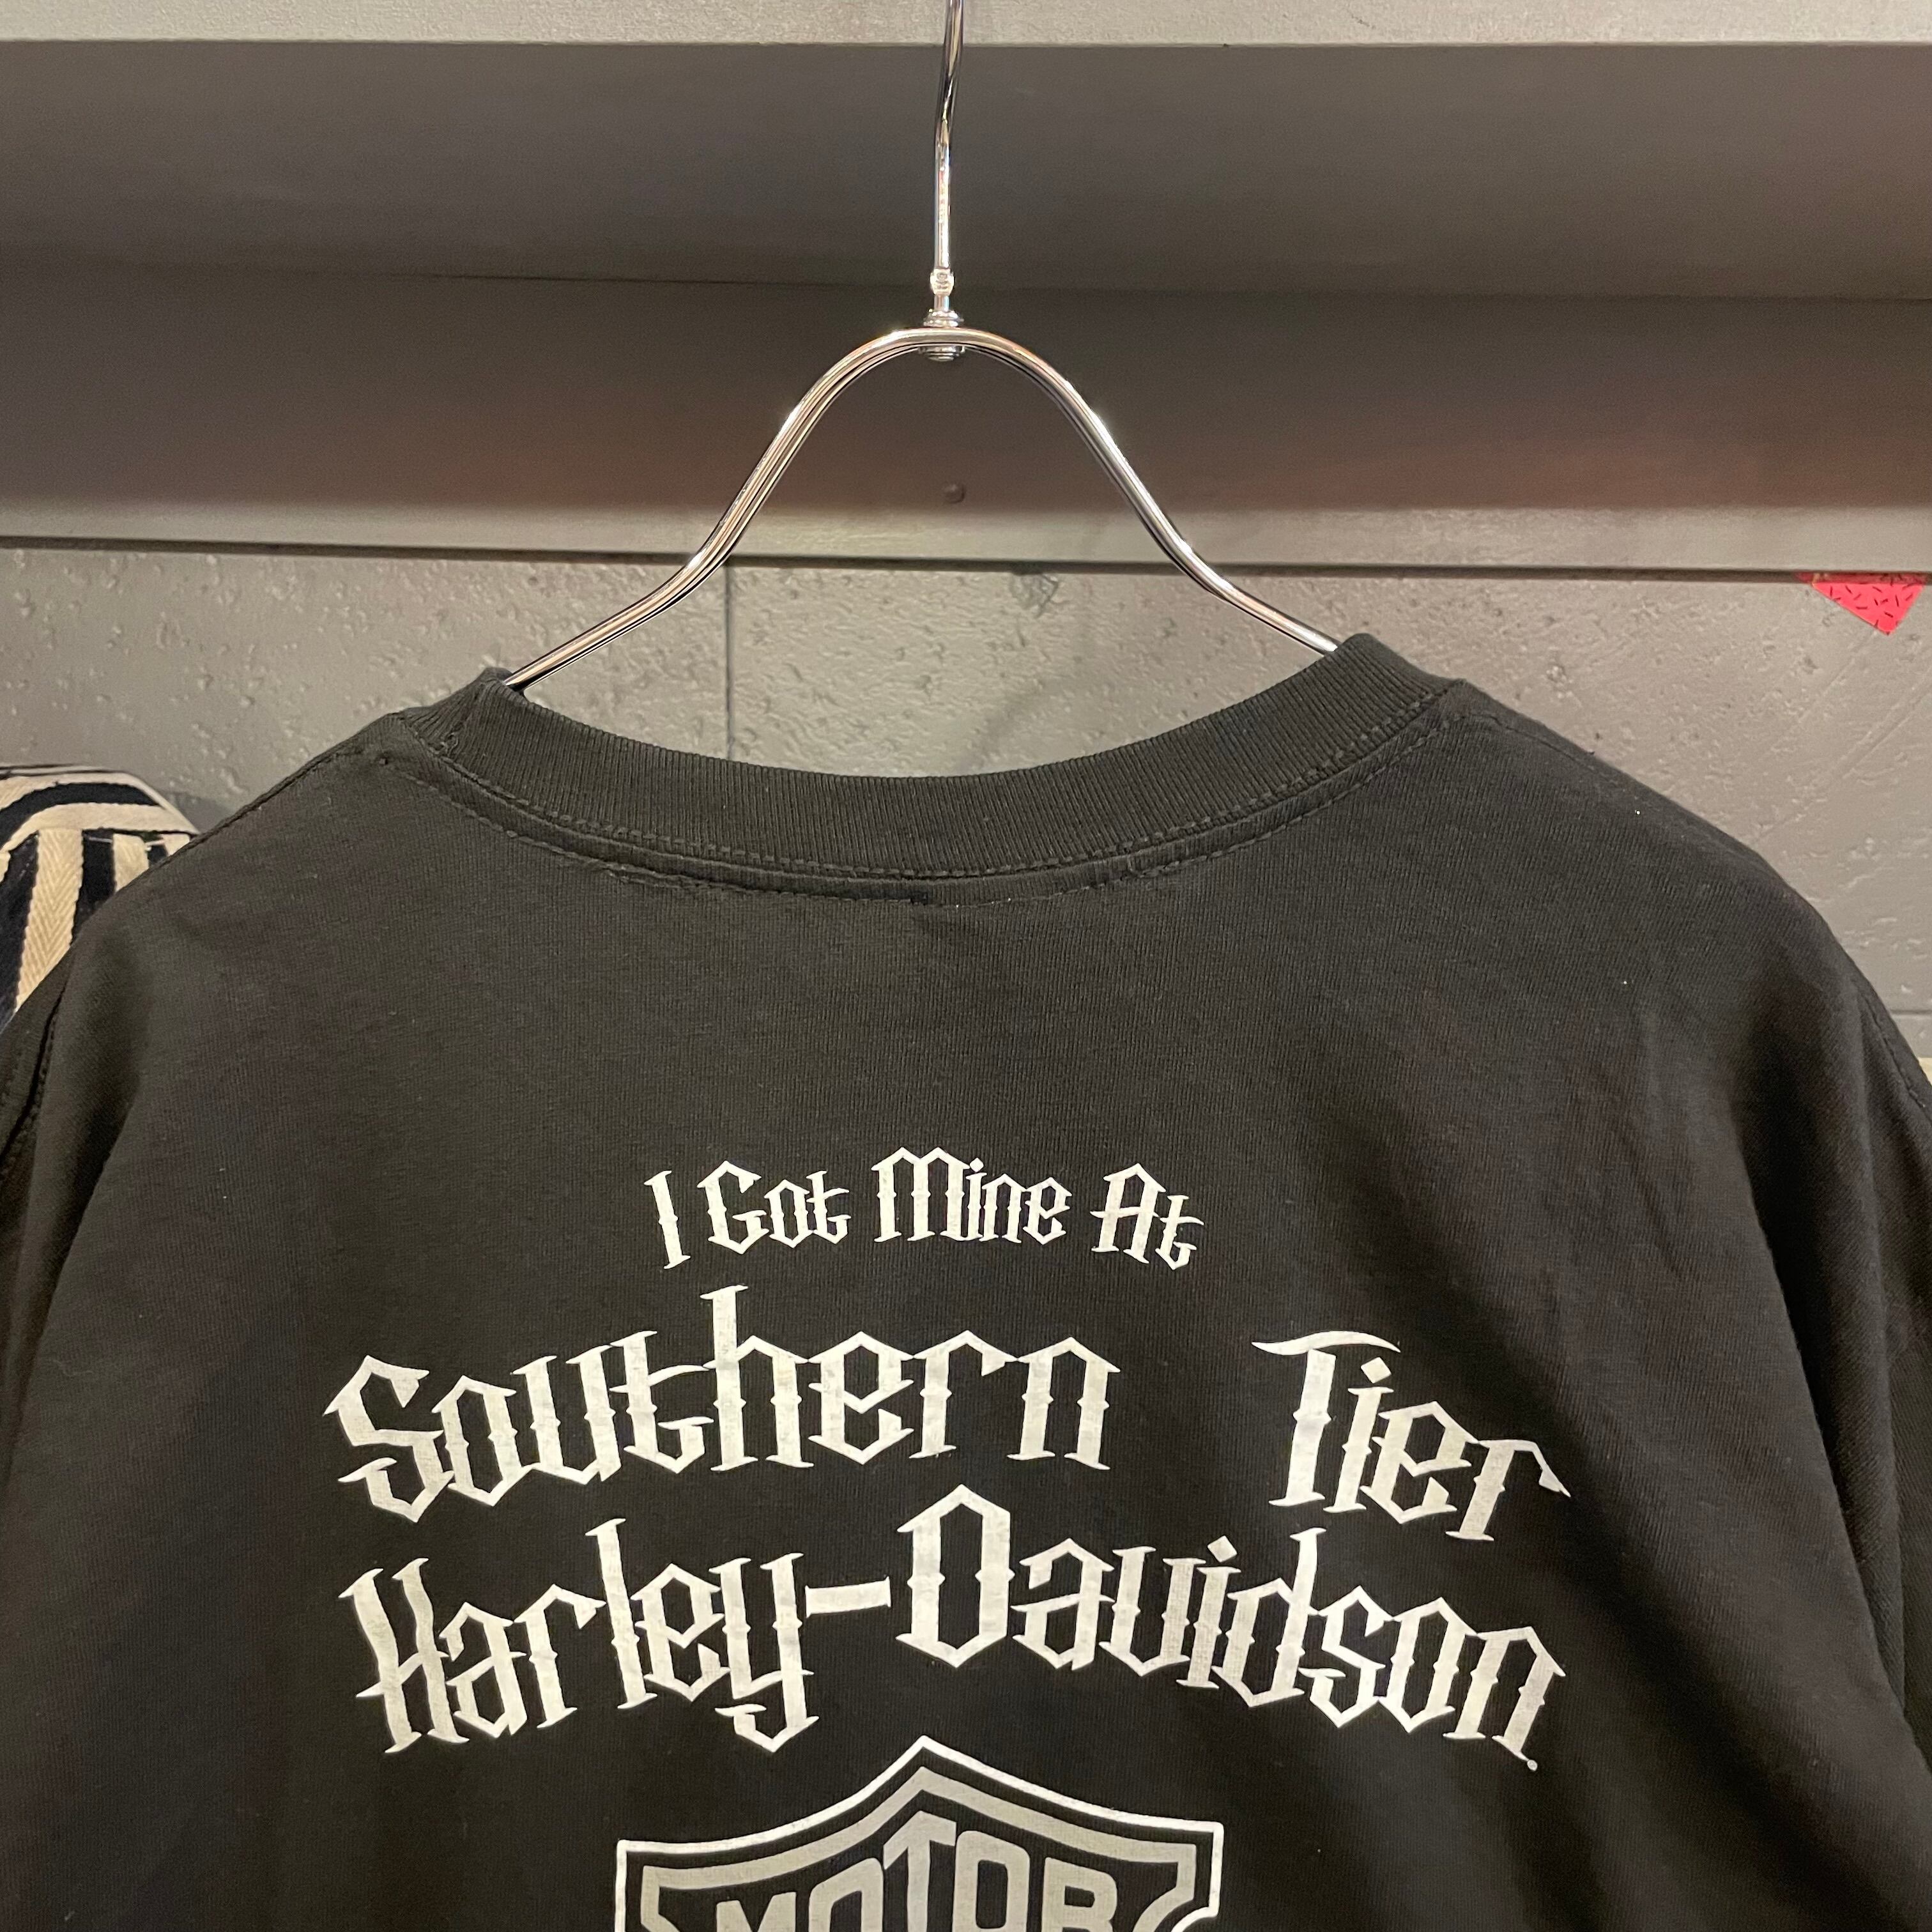 I Got Mine At
Southern Tier
Harley-Davidson
MOTOR